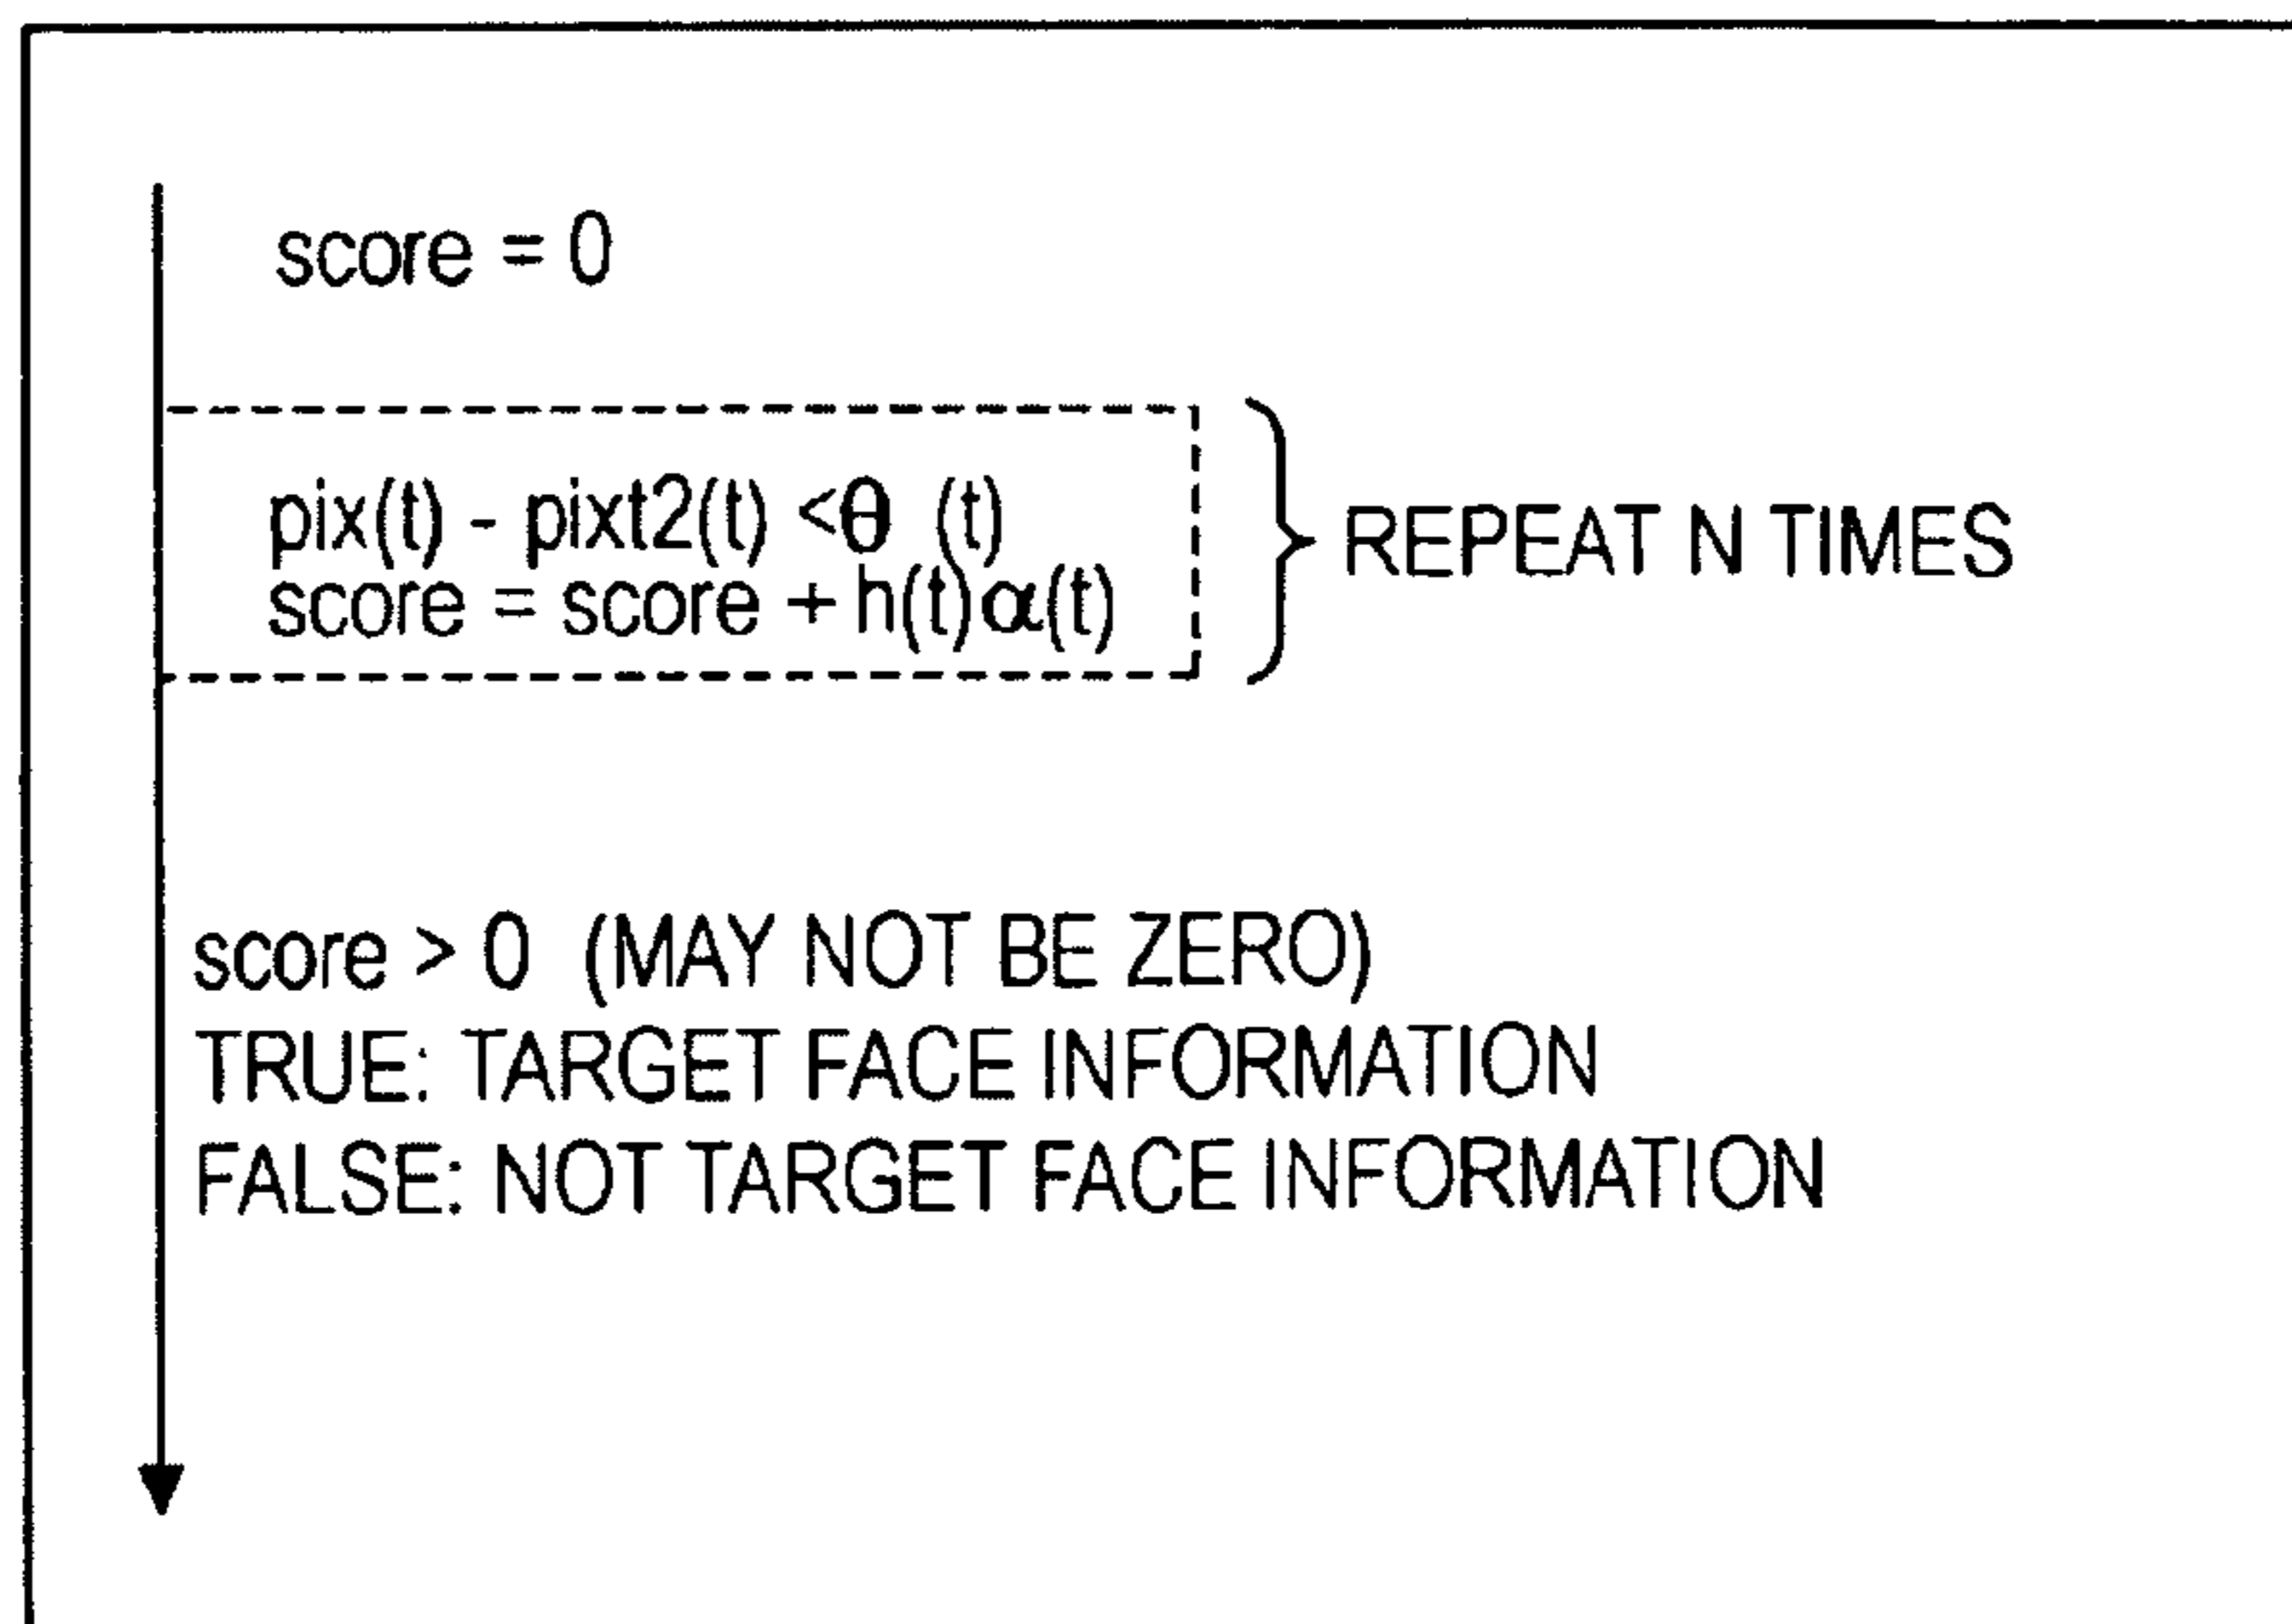 score = 0
pix(t) - pixt2(t) <θ (t)
score = score + h(t)α(t)
REPEAT N TIMES
score > 0 (MAY NOT BE ZERO)
TRUE: TARGET FACE INFORMATION
FALSE: NOT TARGET FACE INFORMATION